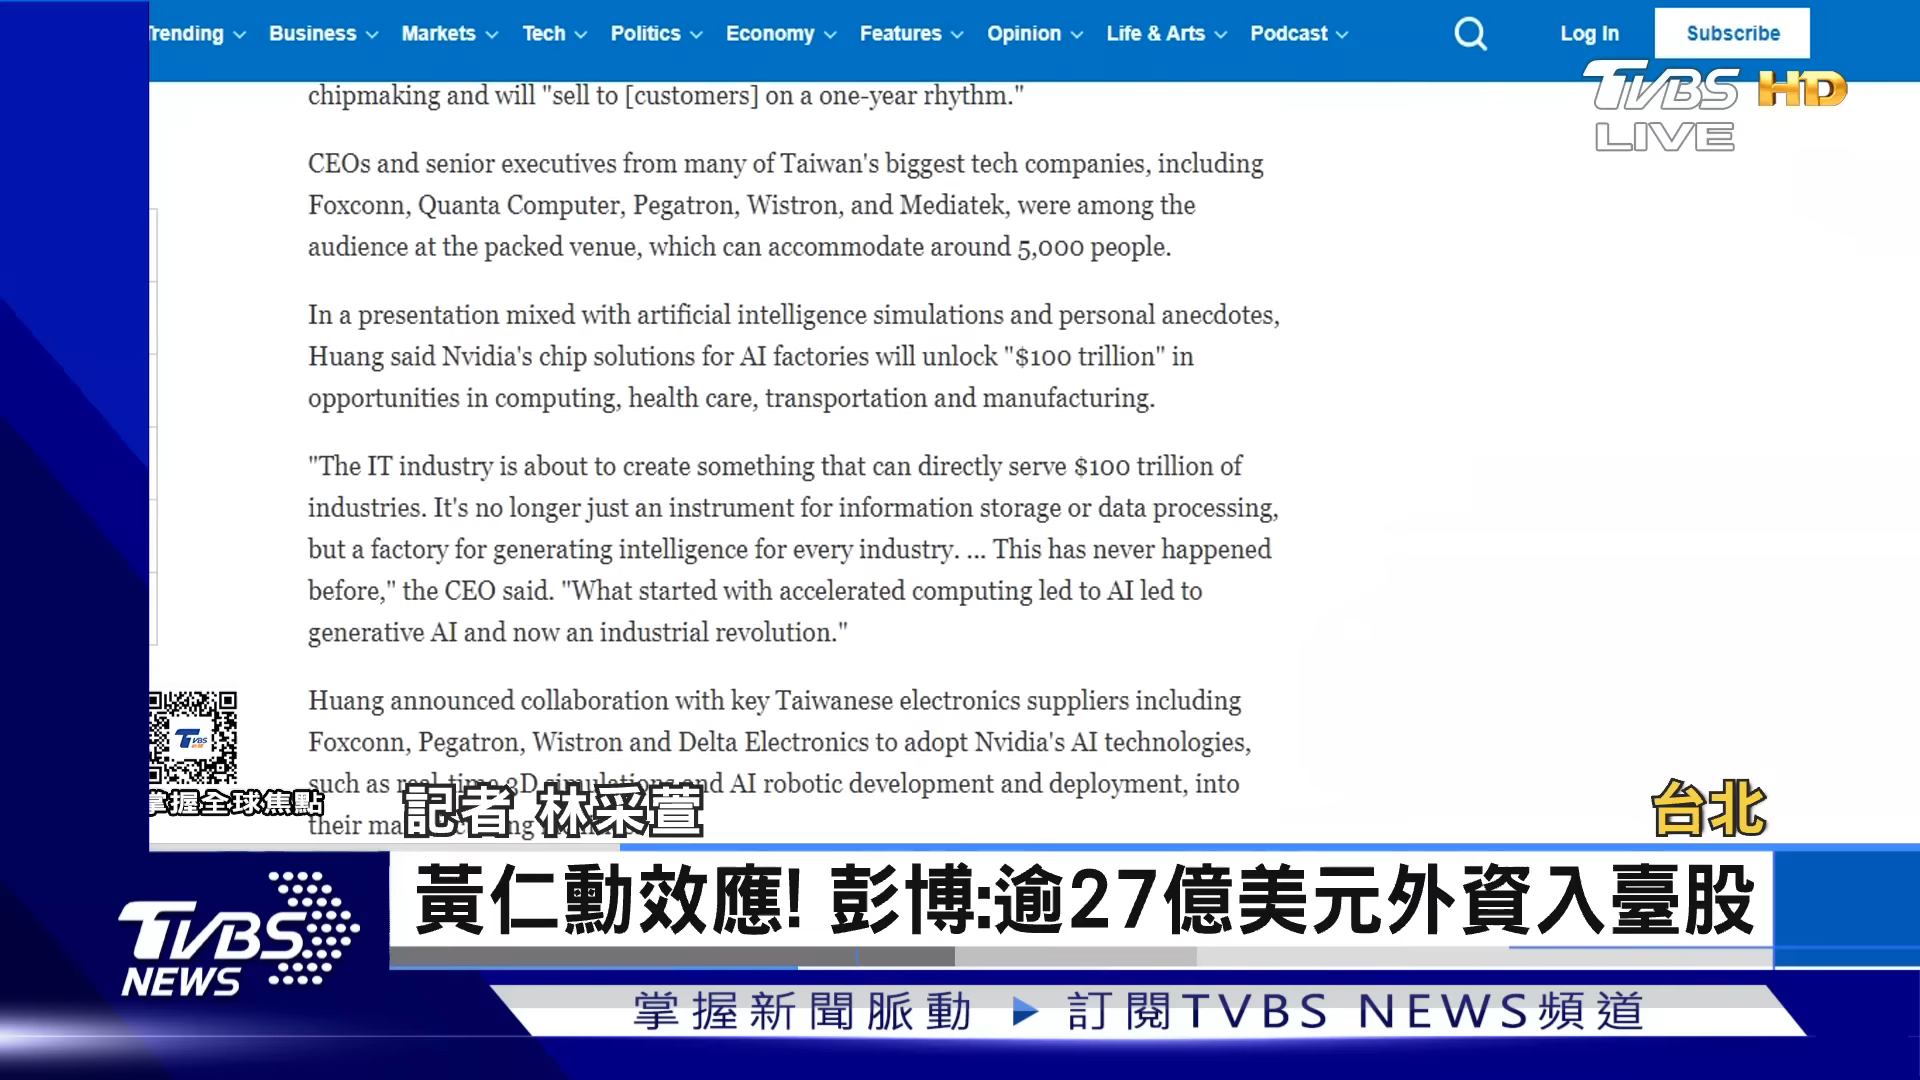 Trending Business Markets Tech Politics Economy Features Opinion Life & Arts Podcast Log In Subscribe
TVBS HD
LIVE
chipmaking and will "sell to [customers] on a one-year rhythm."
CEOs and senior executives from many of Taiwan's biggest tech companies, including
Foxconn, Quanta Computer, Pegatron, Wistron, and Mediatek, were among the
audience at the packed venue, which can accommodate around 5,000 people.
In a presentation mixed with artificial intelligence simulations and personal anecdotes,
Huang said Nvidia's chip solutions for AI factories will unlock "$100 trillion" in
opportunities in computing, health care, transportation and manufacturing.
"The IT industry is about to create something that can directly serve $100 trillion of
industries. It's no longer just an instrument for information storage or data processing,
but a factory for generating intelligence for every industry. ... This has never happened
before," the CEO said. "What started with accelerated computing led to AI led to
generative AI and now an industrial revolution."
Huang announced collaboration with key Taiwanese electronics suppliers including
Foxconn, Pegatron, Wistron and Delta Electronics to adopt Nvidia's AI technologies,
such as real-time 3D simulations and AI robotic development and deployment, into
their
TVBS
掌握全球焦點
記者 林采萱
台北
黃仁勳效應! 彭博:逾27億美元外資入臺股
TVBS
NEWS
掌握新聞脈動 ▶ 訂閱TVBS NEWS頻道